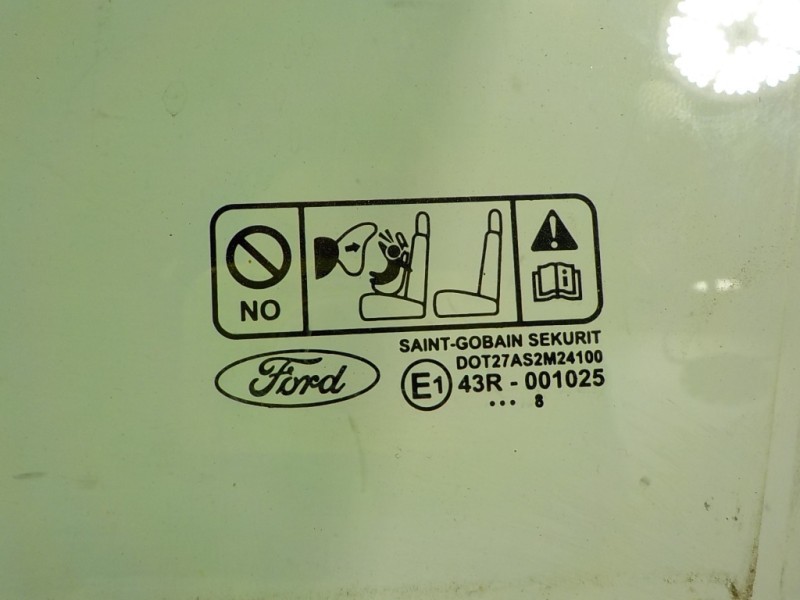 NO
SAINT-GOBAIN SEKURIT
DOT27AS2M24100
Ford
E1 43R - 001025
... 8